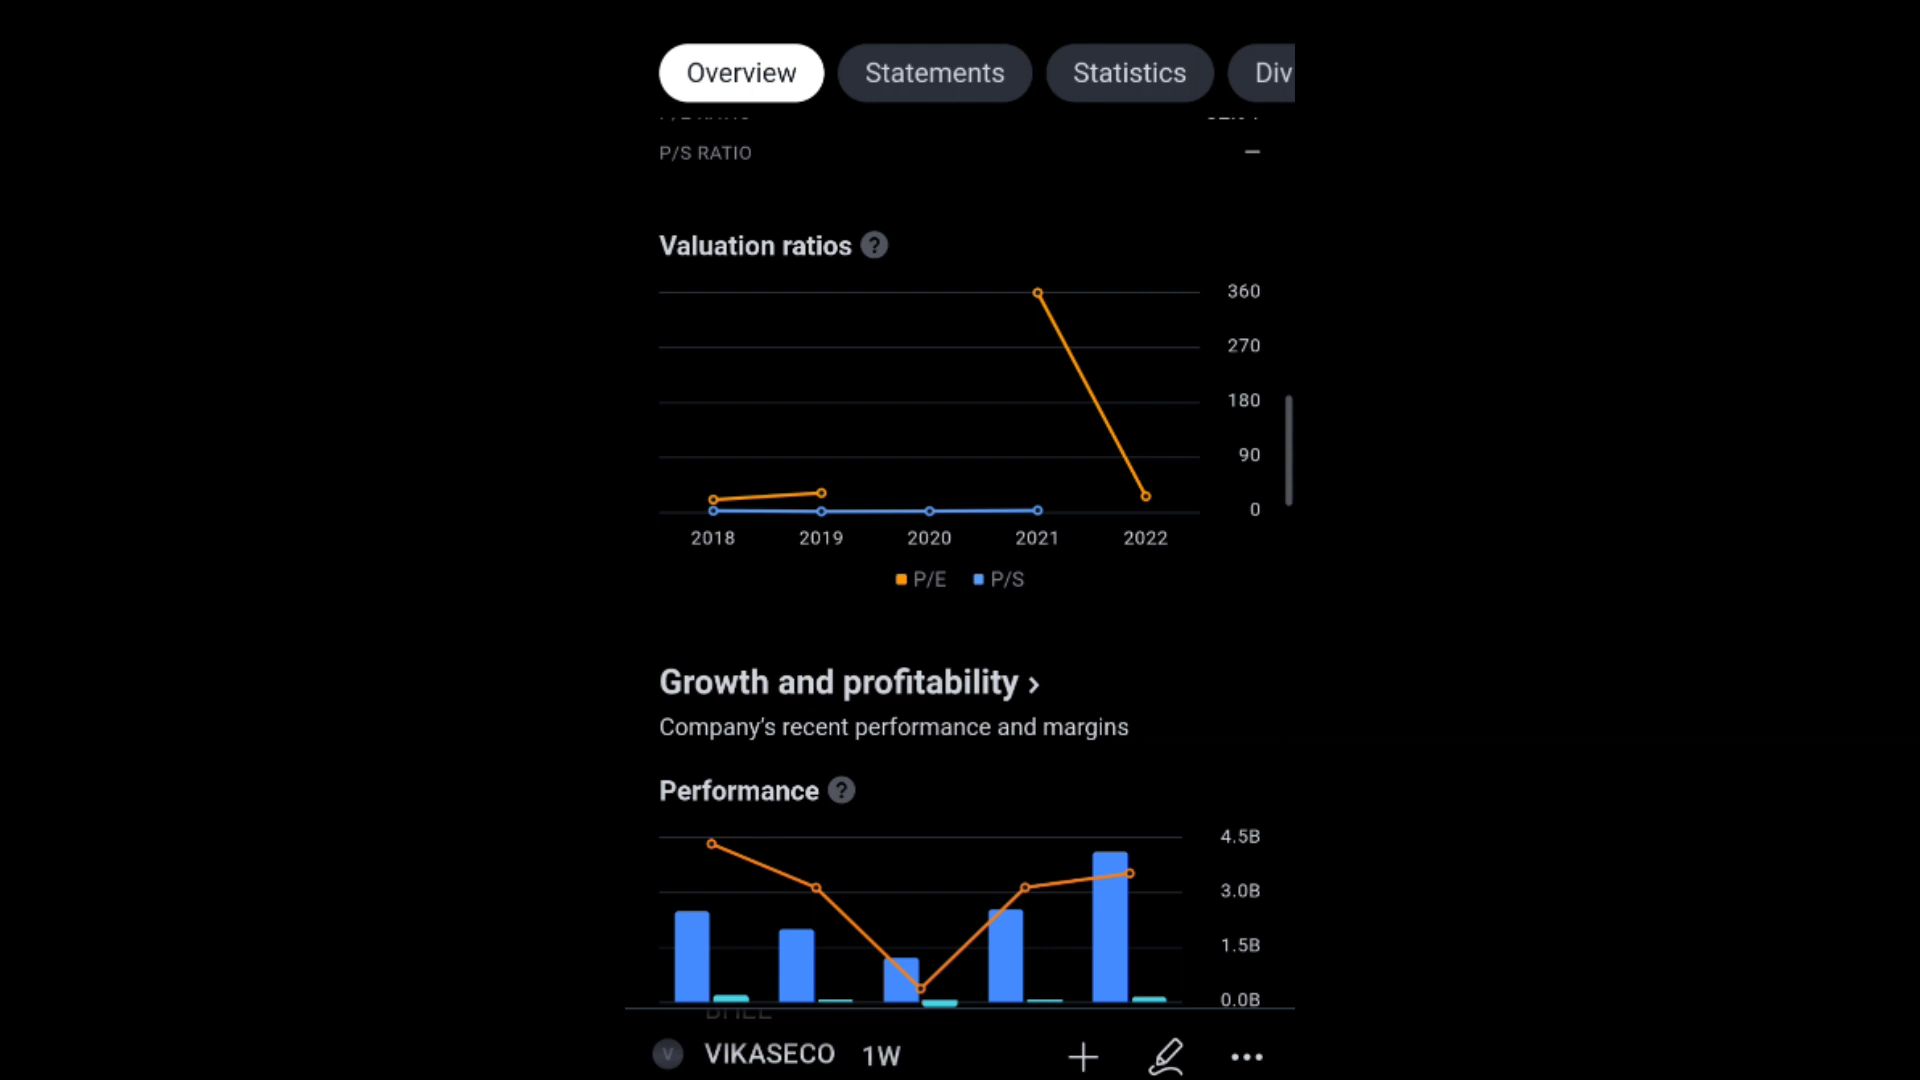 Overview Statements Statistics Div
P/S RATIO —
Valuation ratios ?
360
270
180
90
0
2018 2019 2020 2021 2022
P/E P/S
Growth and profitability ›
Company's recent performance and margins
Performance ?
4.5B
3.0B
1.5B
0.0B
V VIKASECO 1W